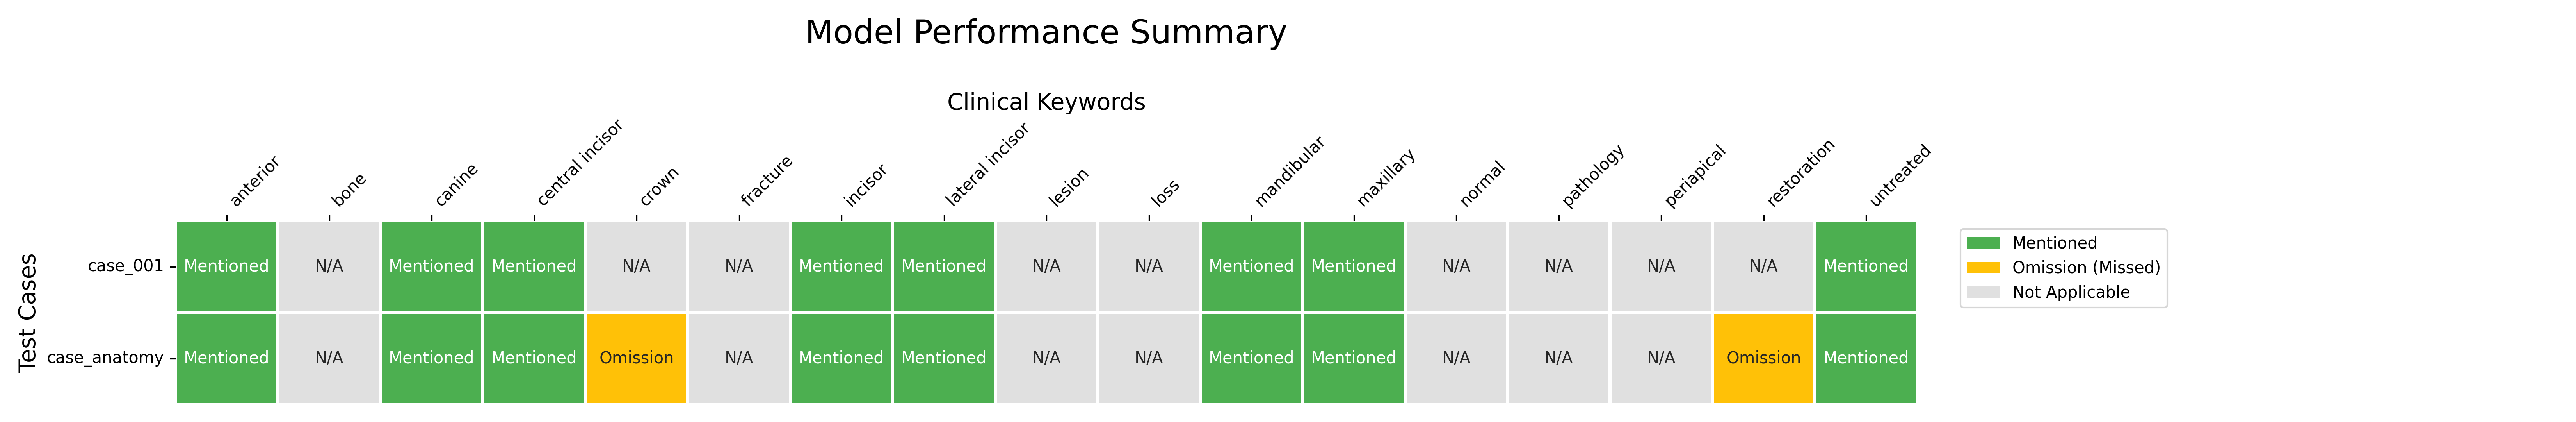 Model Performance Summary
Clinical Keywords
anterior bone canine central incisor crown fracture incisor lateral incisor lesion loss mandibular maxillary normal pathology periapical restoration untreated
Test Cases
case_001 Mentioned N/A Mentioned Mentioned N/A N/A Mentioned Mentioned N/A N/A Mentioned Mentioned N/A N/A N/A N/A Mentioned
case_anatomy Mentioned N/A Mentioned Mentioned Omission N/A Mentioned Mentioned N/A N/A Mentioned Mentioned N/A N/A N/A Omission Mentioned
Mentioned
Omission (Missed)
Not Applicable